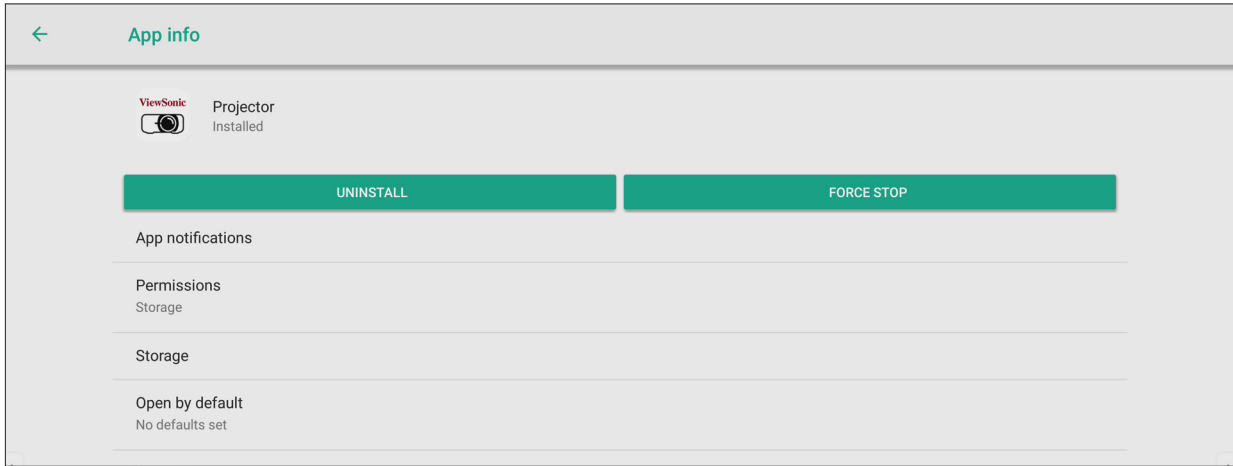 App info
ViewSonic
Projector
Installed
UNINSTALL
FORCE STOP
App notifications
Permissions
Storage
Storage
Open by default
No defaults set